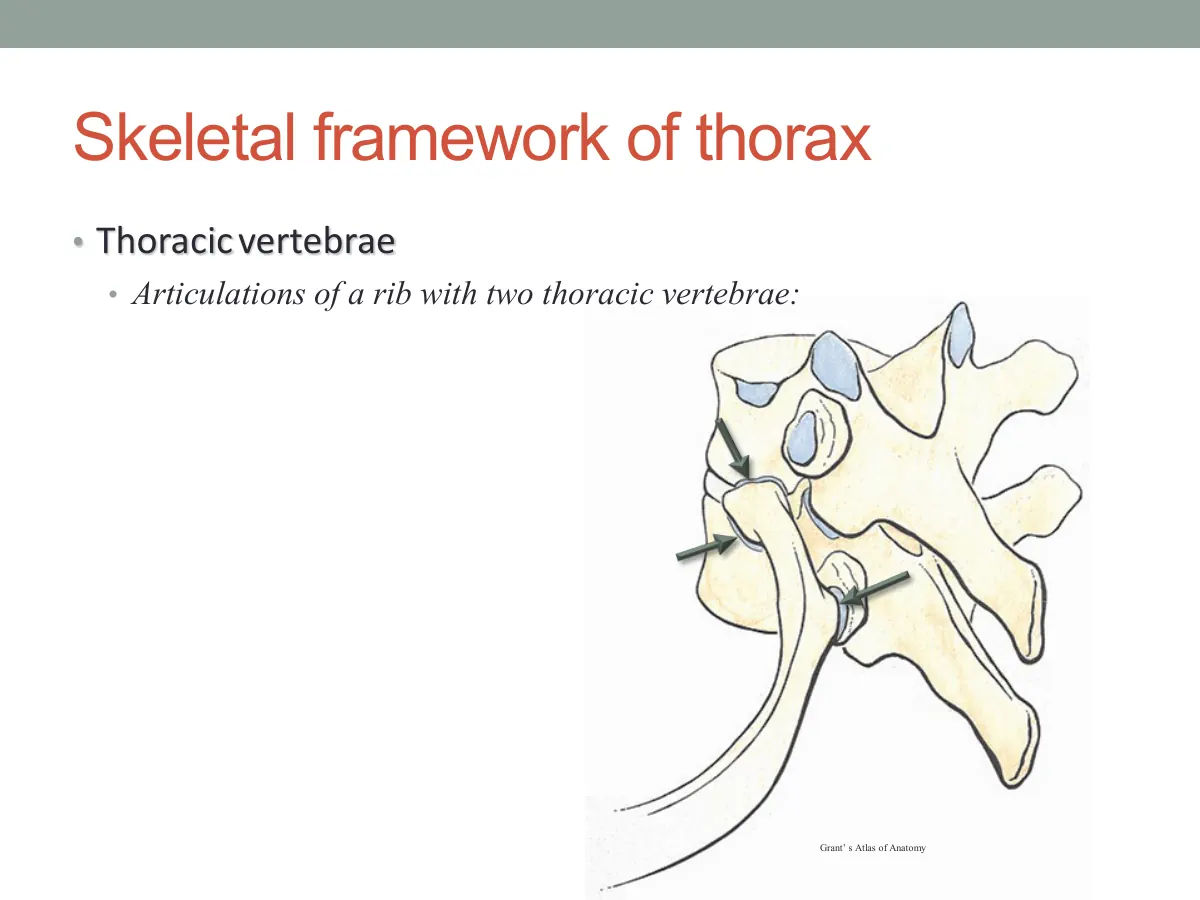 Skeletal framework of thorax
• Thoracic vertebrae
• Articulations of a rib with two thoracic vertebrae:
Grant' s Atlas of Anatomy